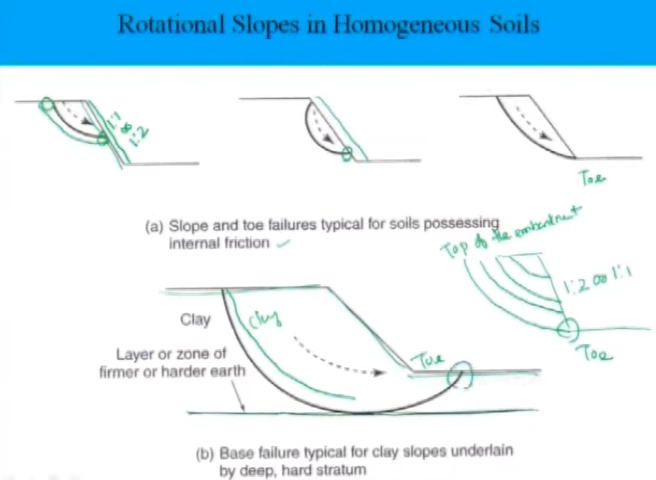 Rotational Slopes in Homogeneous Soils
1:1
or
1:2
Toe
(a) Slope and toe failures typical for soils possessing
internal friction
Top of the embankment
1:2 or 1:1
Toe
Clay
clay
Toe
Layer or zone of
firmer or harder earth
(b) Base failure typical for clay slopes underlain
by deep, hard stratum